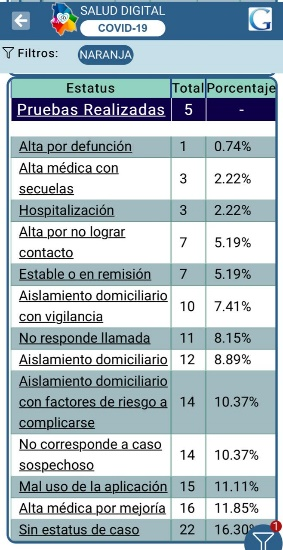 SALUD DIGITAL
COVID-19
G
Filtros: NARANJA
Estatus Total Porcentaje
Pruebas Realizadas 5 -
Alta por defunción 1 0.74%
Alta médica con
secuelas 3 2.22%
Hospitalización 3 2.22%
Alta por no lograr
contacto 7 5.19%
Estable o en remisión 7 5.19%
Aislamiento domiciliario
con vigilancia 10 7.41%
No responde llamada 11 8.15%
Aislamiento domiciliario 12 8.89%
Aislamiento domiciliario
con factores de riesgo a 14 10.37%
complicarse
No corresponde a caso
sospechoso 14 10.37%
Mal uso de la aplicación 15 11.11%
Alta médica por mejoría 16 11.85%
Sin estatus de caso 22 16.30%
1